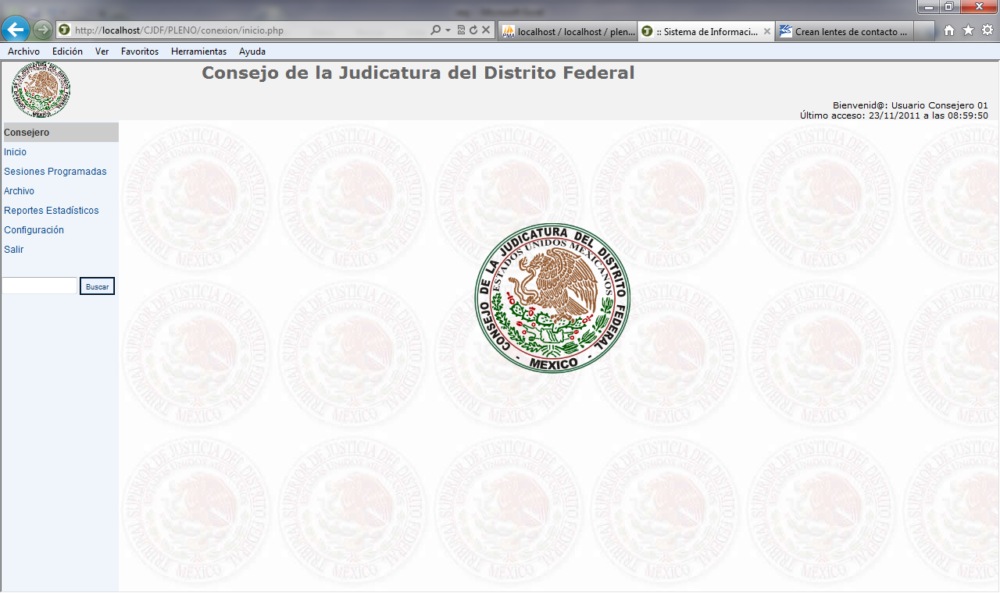 http://localhost/CJDF/PLENO/conexion/inicio.php
localhost / localhost / plen...
:: Sistema de Informaci...
Crean lentes de contacto ...
Archivo Edición Ver Favoritos Herramientas Ayuda
Consejo de la Judicatura del Distrito Federal
Bienvenid@: Usuario Consejero 01
Último acceso: 23/11/2011 a las 08:59:50
Consejero
Inicio
Sesiones Programadas
Archivo
Reportes Estadísticos
Configuración
Salir
Buscar
CONSEJO DE LA JUDICATURA DEL DISTRITO FEDERAL
ESTADOS UNIDOS MEXICANOS
- MEXICO -